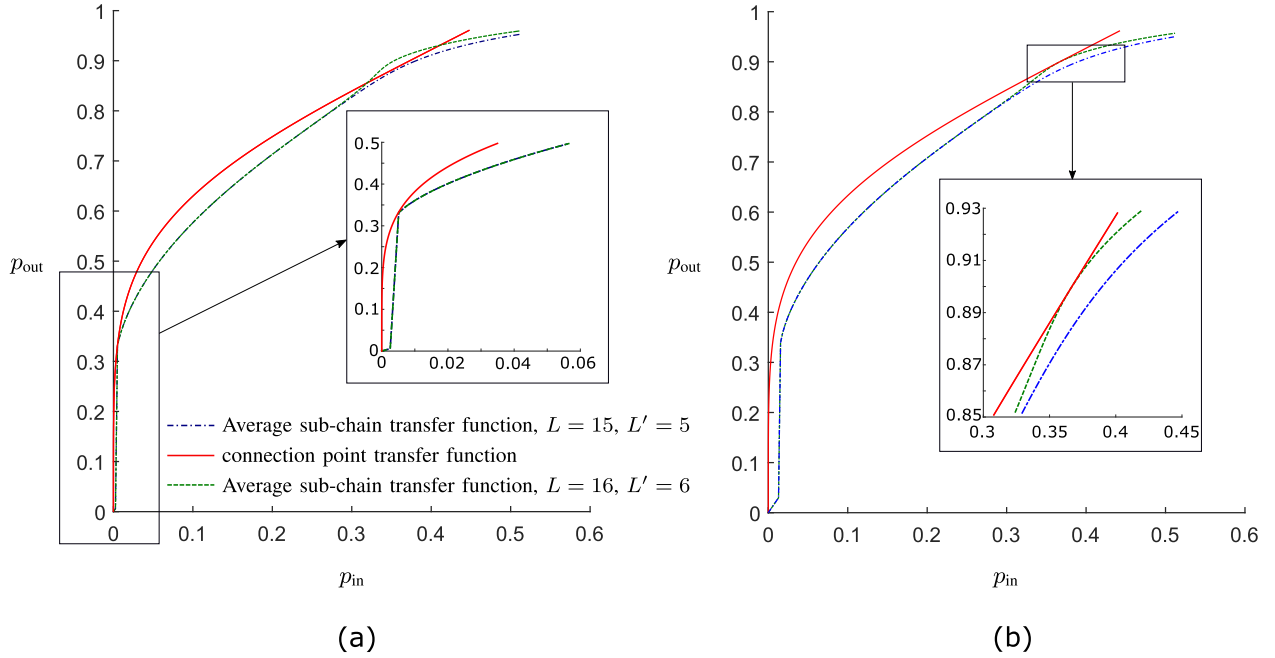 1
0.9
0.8
0.7
0.6
0.5
0.4
0.3
0.2
0.1
0
p_out
0 0.1 0.2 0.3 0.4 0.5 0.6
p_in
0.5
0.4
0.3
0.2
0.1
0
0 0.02 0.04 0.06
Average sub-chain transfer function, L = 15, L′ = 5
connection point transfer function
Average sub-chain transfer function, L = 16, L′ = 6
(a)
1
0.9
0.8
0.7
0.6
0.5
0.4
0.3
0.2
0.1
0
p_out
0 0.1 0.2 0.3 0.4 0.5 0.6
p_in
0.93
0.91
0.89
0.87
0.85
0.3 0.35 0.4 0.45
(b)